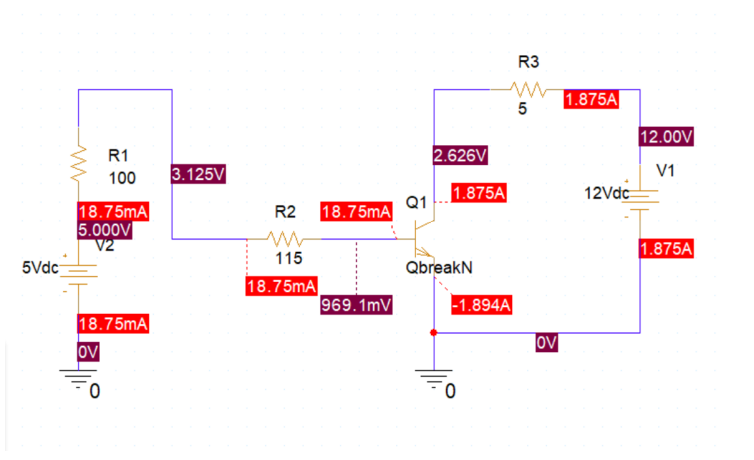 R3
5
1.875A
12.00V
R1
100
3.125V
2.626V
V1
12Vdc
18.75mA
5.000V
V2
R2
115
18.75mA
Q1
1.875A
5Vdc
18.75mA
QbreakN
1.875A
969.1mV
-1.894A
18.75mA
0V
0V
0
0